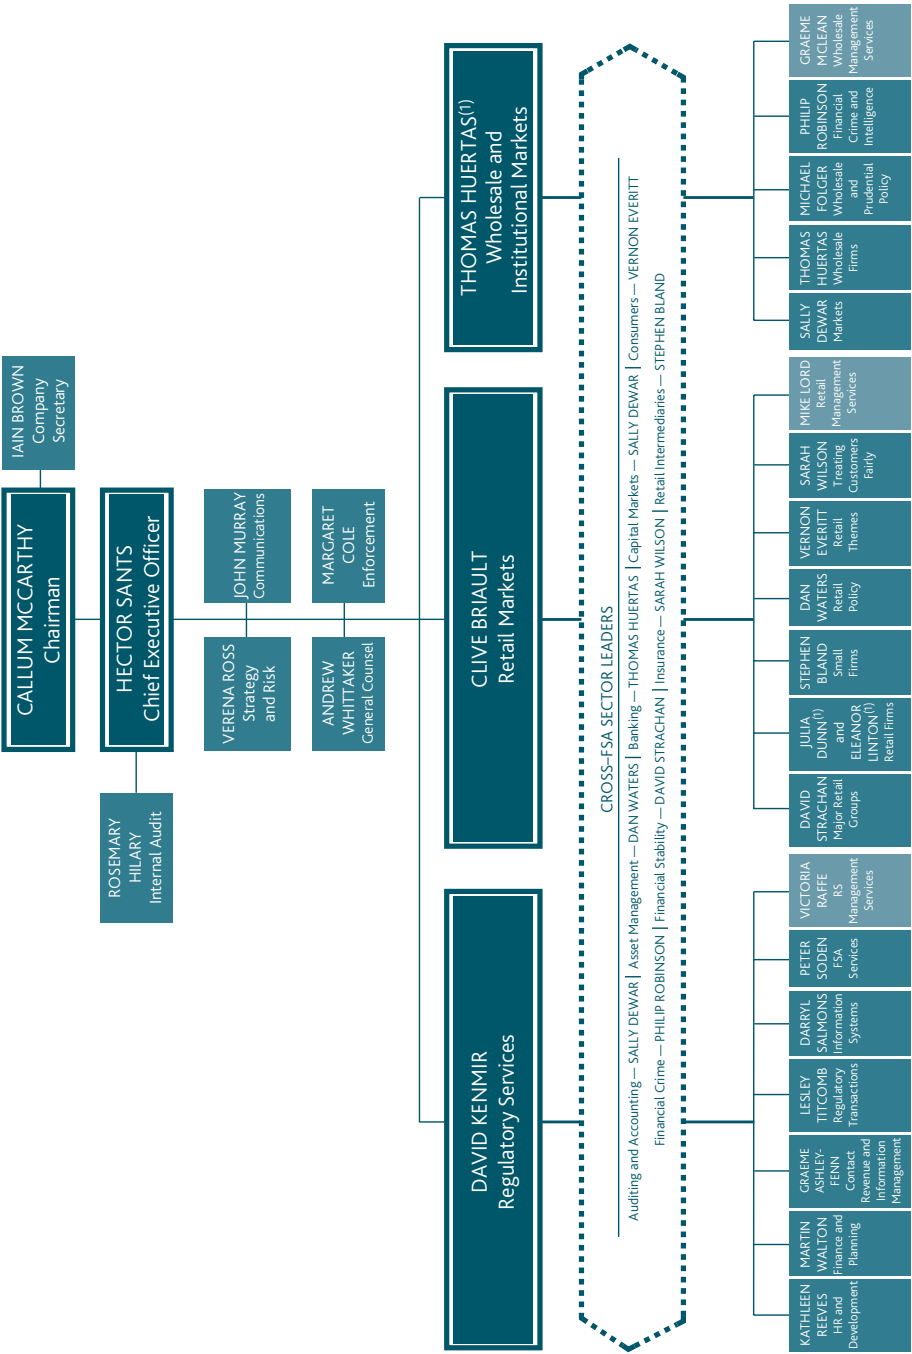 CALLUM MCCARTHY
Chairman
IAIN BROWN
Company
Secretary
HECTOR SANTS
Chief Executive Officer
ROSEMARY
HILARY
Internal Audit
VERENA ROSS
Strategy
and Risk
JOHN MURRAY
Communications
ANDREW
WHITTAKER
General Counsel
MARGARET
COLE
Enforcement
DAVID KENMIR
Regulatory Services
CLIVE BRIAULT
Retail Markets
THOMAS HUERTAS(1)
Wholesale and
Institutional Markets
CROSS–FSA SECTOR LEADERS
Auditing and Accounting — SALLY DEWAR | Asset Management — DAN WATERS | Banking — THOMAS HUERTAS | Capital Markets — SALLY DEWAR | Consumers — VERNON EVERITT
Financial Crime — PHILIP ROBINSON | Financial Stability — DAVID STRACHAN | Insurance — SARAH WILSON | Retail Intermediaries — STEPHEN BLAND
KATHLEEN
REEVES
HR and
Development
MARTIN
WALTON
Finance and
Planning
GRAEME
ASHLEY-
FENN
Contact
Revenue and
Information
Management
LESLEY
TITCOMB
Regulatory
Transactions
DARRYL
SALMONS
Information
Systems
PETER
SODEN
FSA
Services
VICTORIA
RAFFE
RS
Management
Services
DAVID
STRACHAN
Major Retail
Groups
JULIA
DUNN(1)
and
ELEANOR
LINTON(1)
Retail Firms
STEPHEN
BLAND
Small
Firms
DAN
WATERS
Retail
Policy
VERNON
EVERITT
Retail
Themes
SARAH
WILSON
Treating
Customers
Fairly
MIKE LORD
Retail
Management
Services
SALLY
DEWAR
Markets
THOMAS
HUERTAS
Wholesale
Firms
MICHAEL
FOLGER
Wholesale
and
Prudential
Policy
PHILIP
ROBINSON
Financial
Crime and
Intelligence
GRAEME
MCLEAN
Wholesale
Management
Services